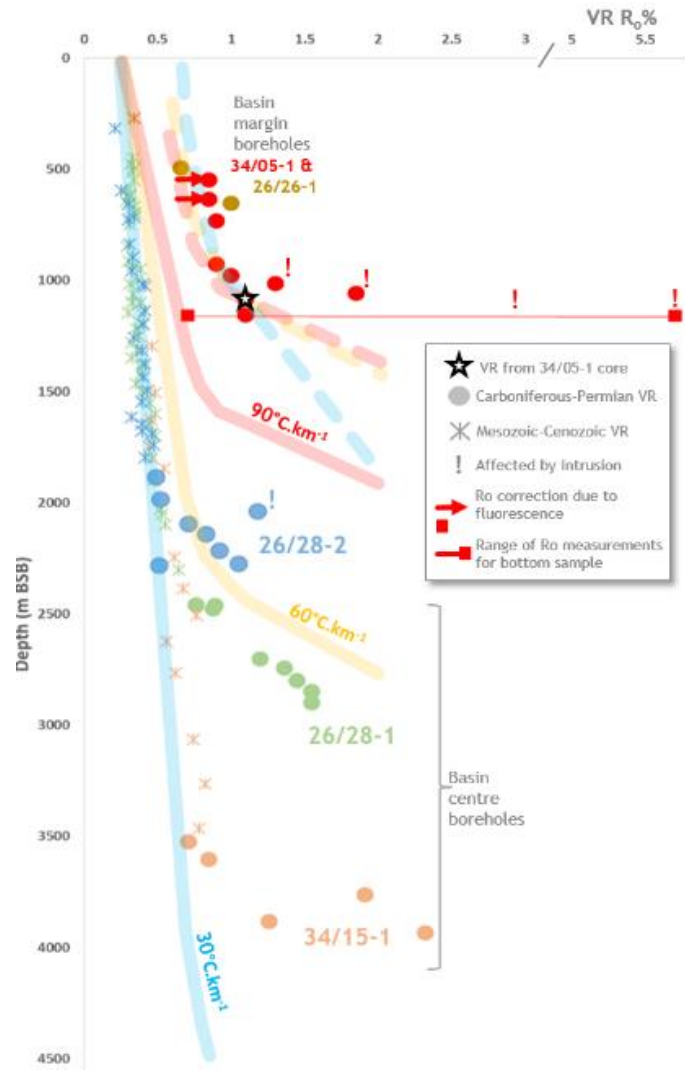 VR Ro%
0 0.5 1 1.5 2 2.5 3 5 5.5
0
500
1000
1500
2000
2500
3000
3500
4000
4500
Depth (m BSB)
Basin
margin
boreholes
34/05-1 &
26/26-1
!
!
!
!
90°C.km-1
VR from 34/05-1 core
Carboniferous-Permian VR
Mesozoic-Cenozoic VR
! Affected by intrusion
Ro correction due to
fluorescence
Range of Ro measurements
for bottom sample
!
26/28-2
60°C.km-1
26/28-1
Basin
centre
boreholes
34/15-1
30°C.km-1